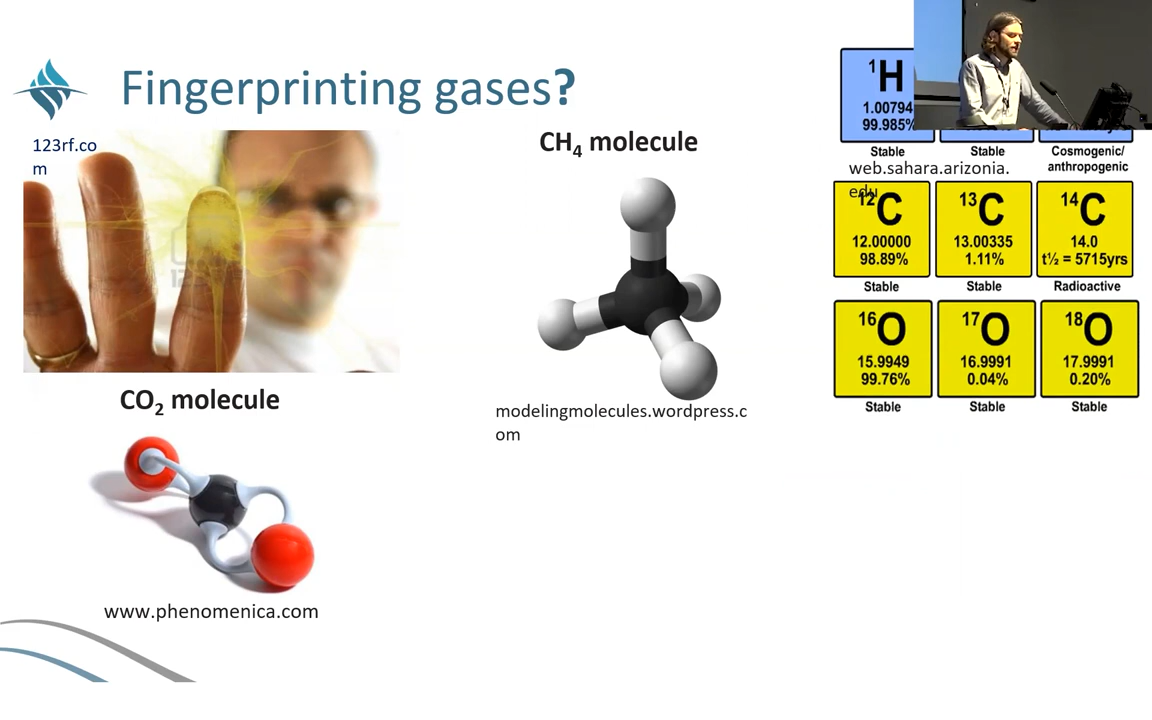 Fingerprinting gases?
123rf.co
m
CH4 molecule
CO2 molecule
www.phenomenica.com
modelingmolecules.wordpress.c
om
1H
1.00794
99.985%
Stable
Stable
Cosmogenic/
anthropogenic
web.sahara.arizonia.
edu
12C
12.00000
98.89%
Stable
13C
13.00335
1.11%
Stable
14C
14.0
t½ = 5715yrs
Radioactive
16O
15.9949
99.76%
Stable
17O
16.9991
0.04%
Stable
18O
17.9991
0.20%
Stable